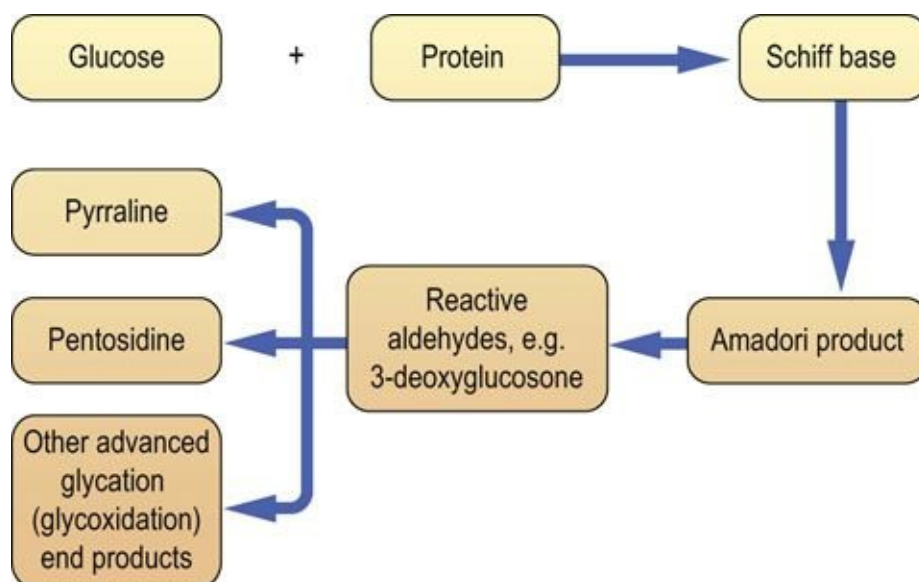 Glucose
+
Protein
Schiff base
Pyrraline
Pentosidine
Other advanced
glycation
(glycoxidation)
end products
Reactive
aldehydes, e.g.
3-deoxyglucosone
Amadori product